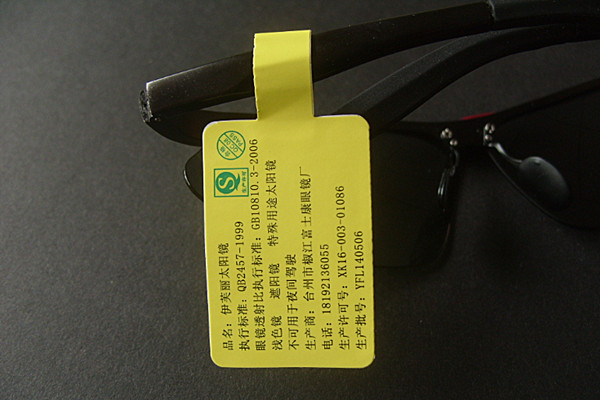 品名：伊芙丽太阳镜
执行标准：QB2457-1999
眼镜透射比执行标准：GB10810.3-2006
浅色镜 遮阳镜 特殊用途太阳镜
不可用于夜间驾驶
生产商：台州市椒江富士康眼镜厂
电话：18192136055
生产许可号：XK16-003-01086
生产批号：YFL140506